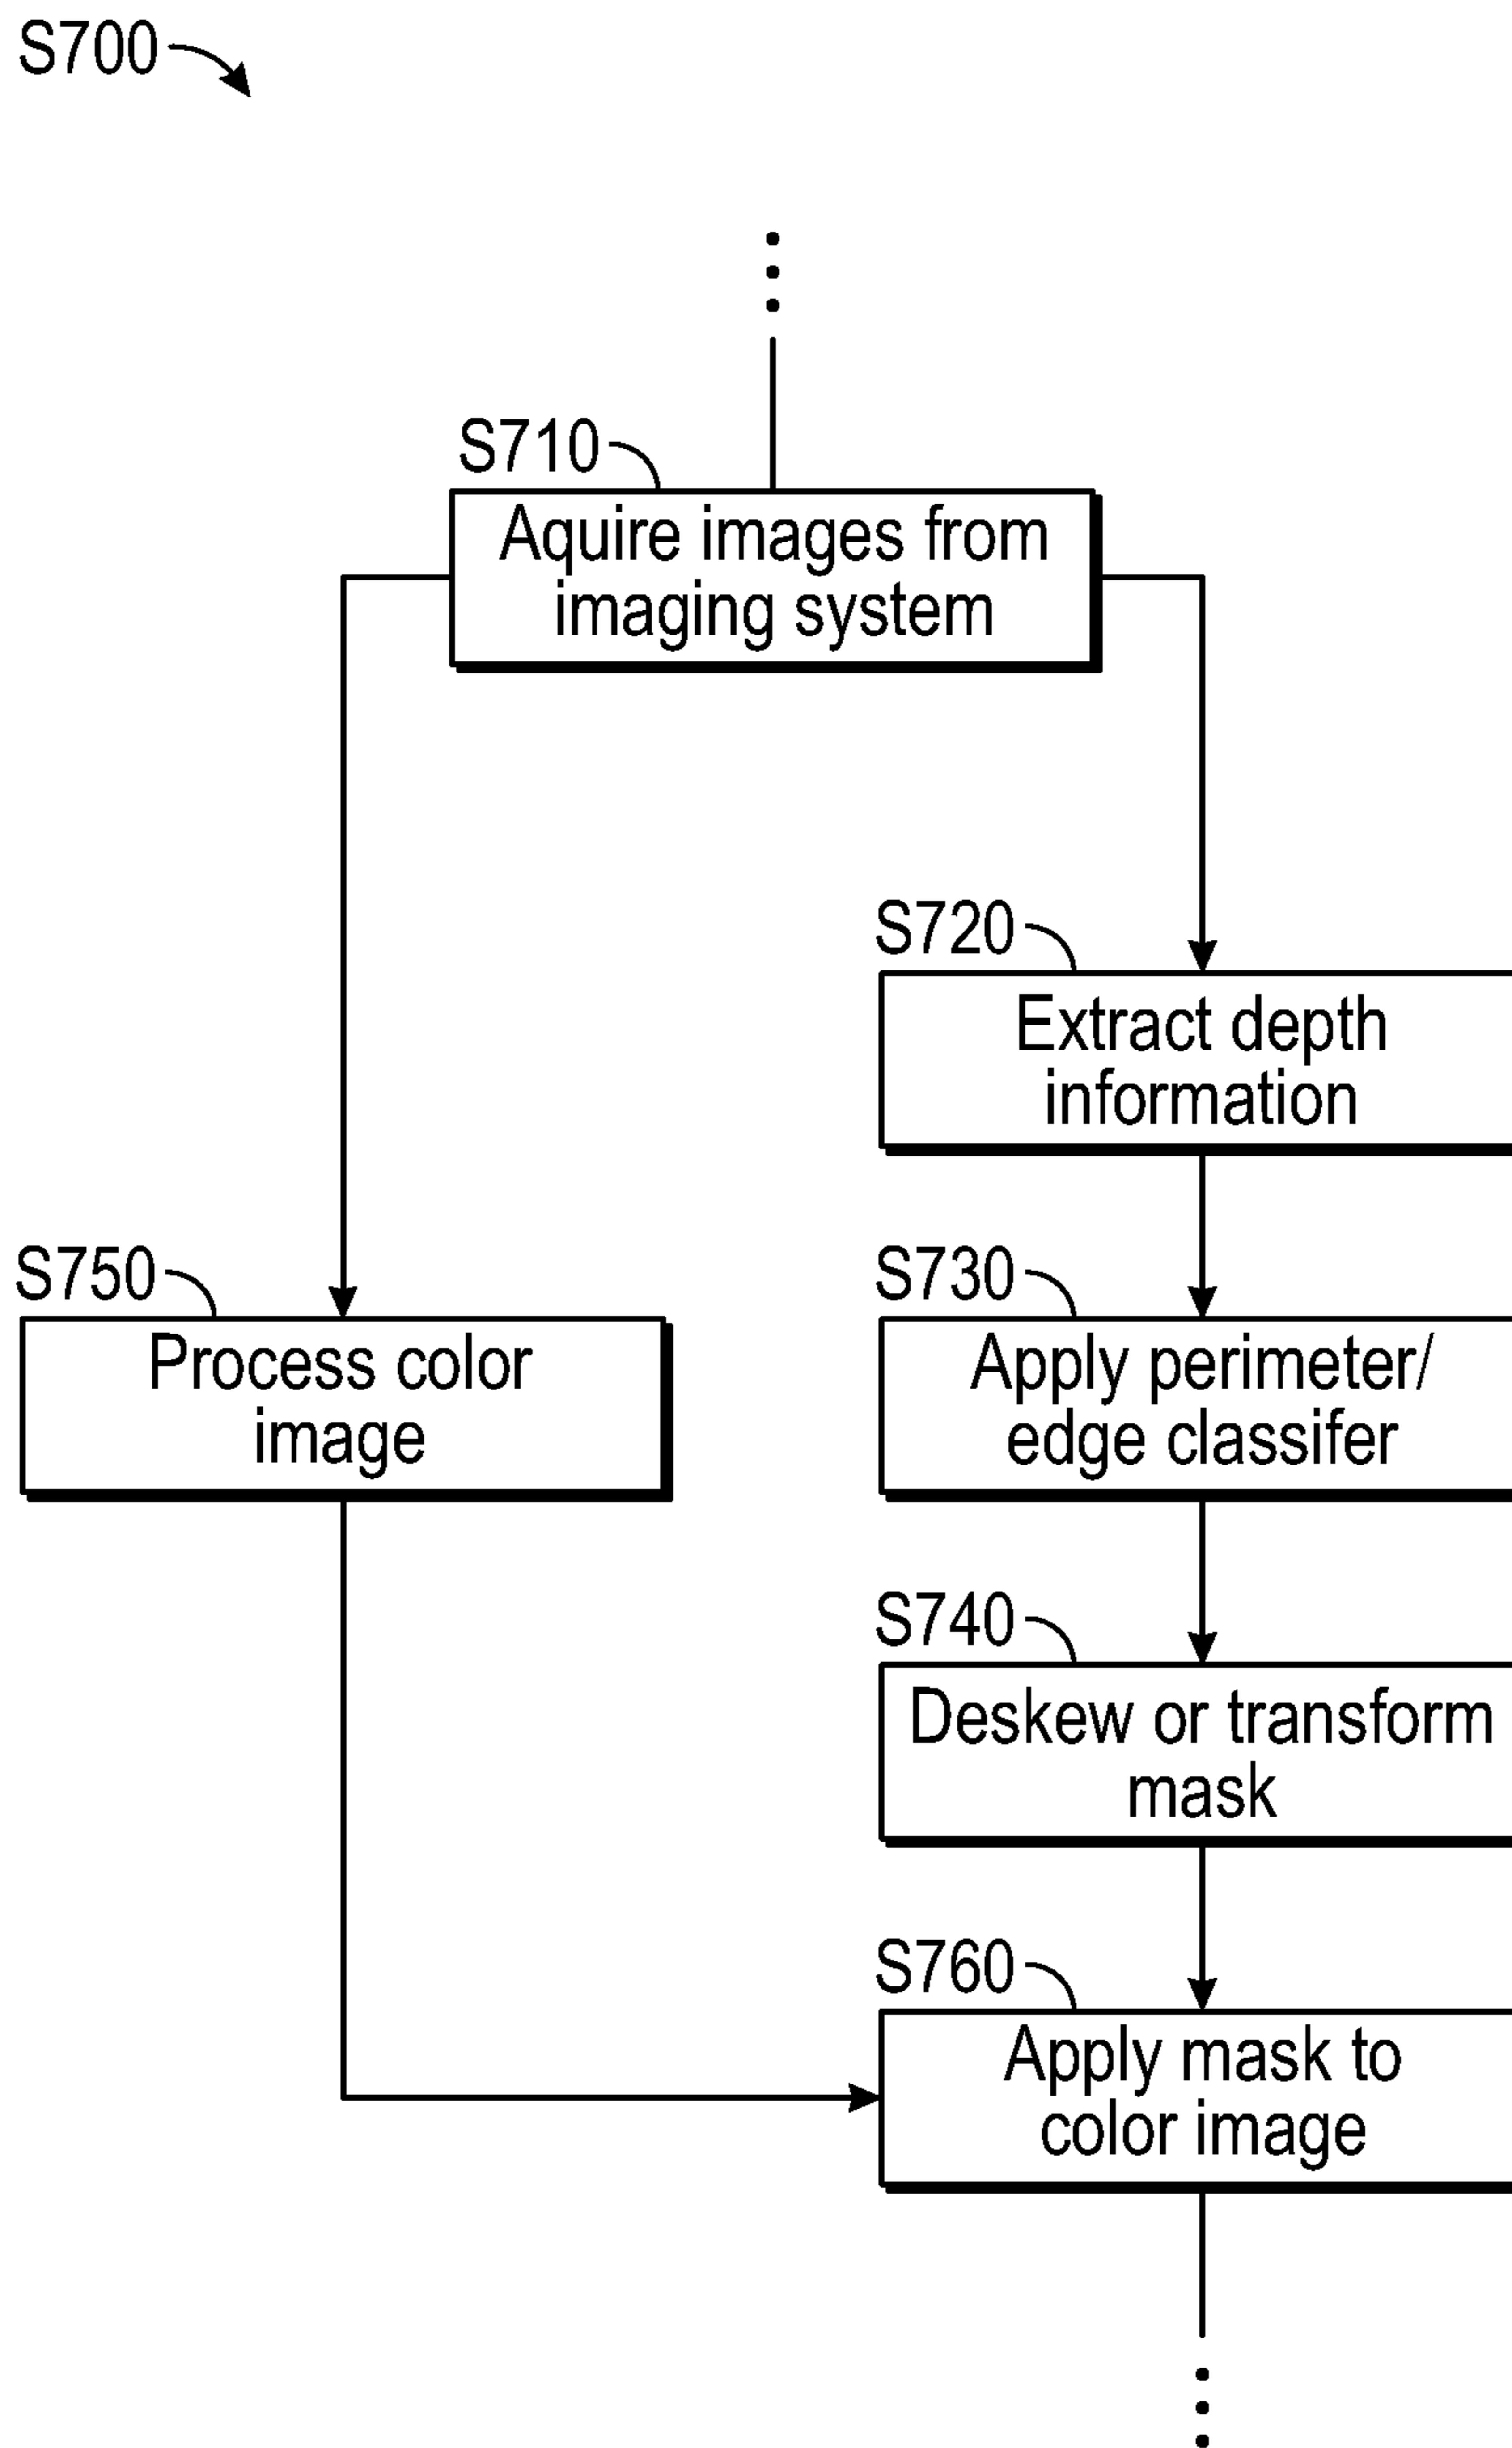 S700
S710
Aquire images from
imaging system
S720
Extract depth
information
S750
Process color
image
S730
Apply perimeter/
edge classifer
S740
Deskew or transform
mask
S760
Apply mask to
color image